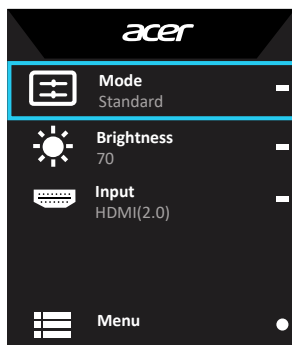 acer
Mode
Standard
Brightness
70
Input
HDMI(2.0)
Menu